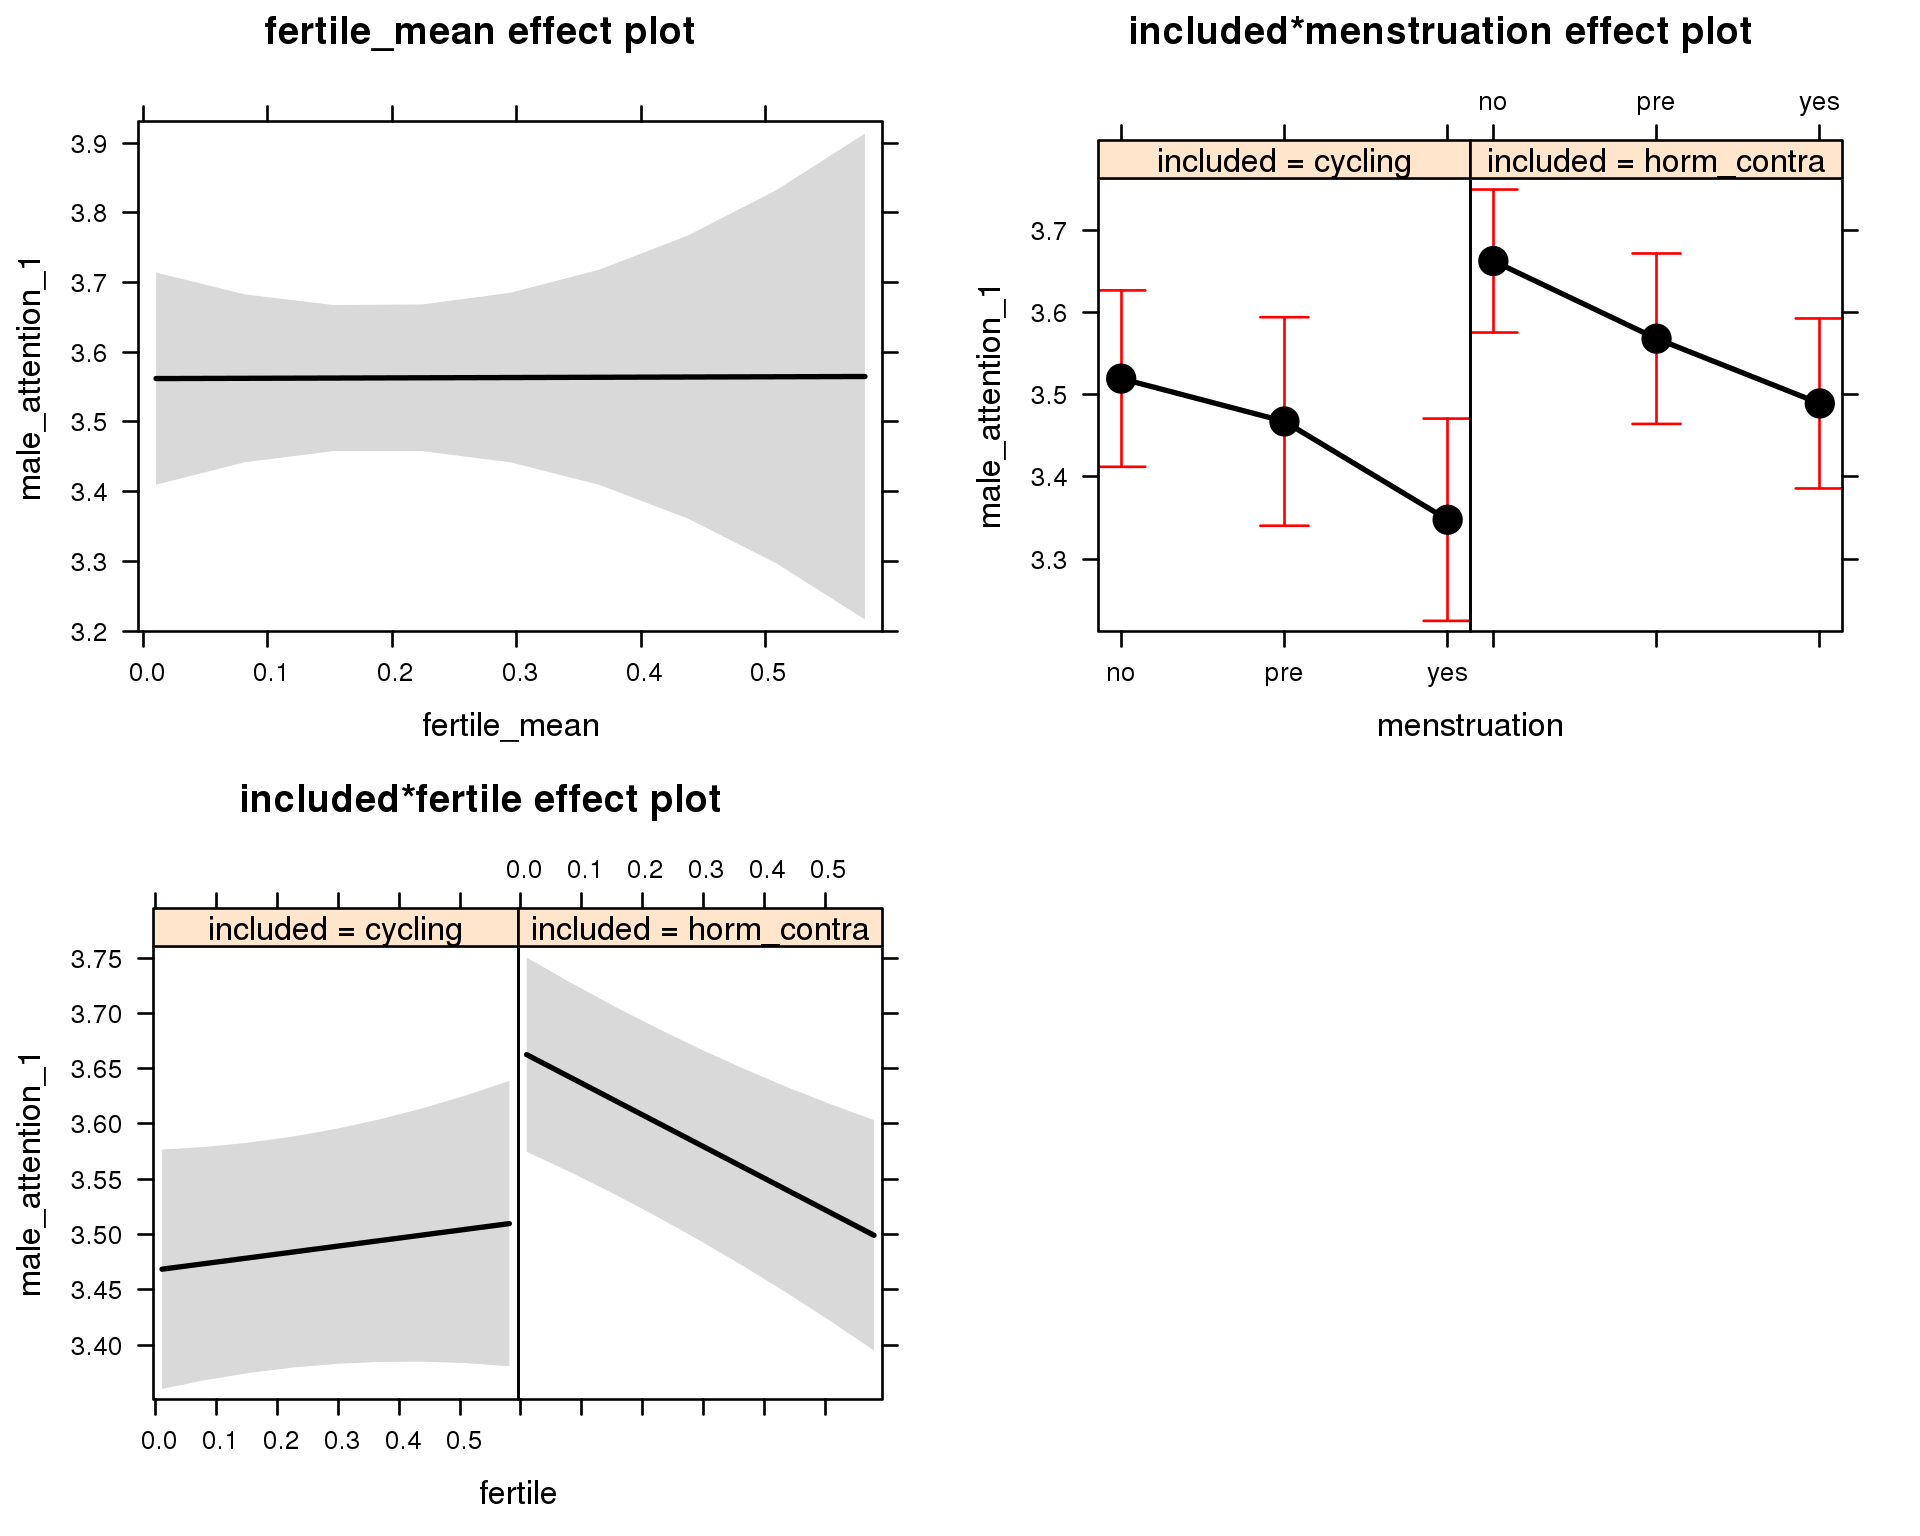 fertile_mean effect plot
male_attention_1
3.9
3.8
3.7
3.6
3.5
3.4
3.3
3.2
0.0 0.1 0.2 0.3 0.4 0.5
fertile_mean
included*menstruation effect plot
no pre yes
included = cycling included = horm_contra
male_attention_1
3.7
3.6
3.5
3.4
3.3
no pre yes
menstruation
included*fertile effect plot
0.0 0.1 0.2 0.3 0.4 0.5
included = cycling included = horm_contra
male_attention_1
3.75
3.70
3.65
3.60
3.55
3.50
3.45
3.40
0.0 0.1 0.2 0.3 0.4 0.5
fertile